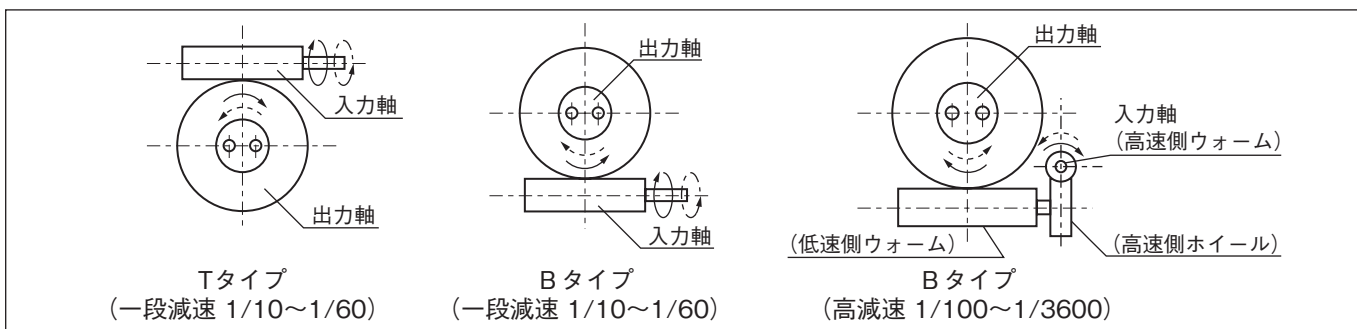 入力軸
出力軸
Tタイプ
（一段減速 1/10〜1/60）
出力軸
入力軸
B タイプ
（一段減速 1/10〜1/60）
出力軸
入力軸
（高速側ウォーム）
（低速側ウォーム）
（高速側ホイール）
B タイプ
（高減速 1/100〜1/3600）